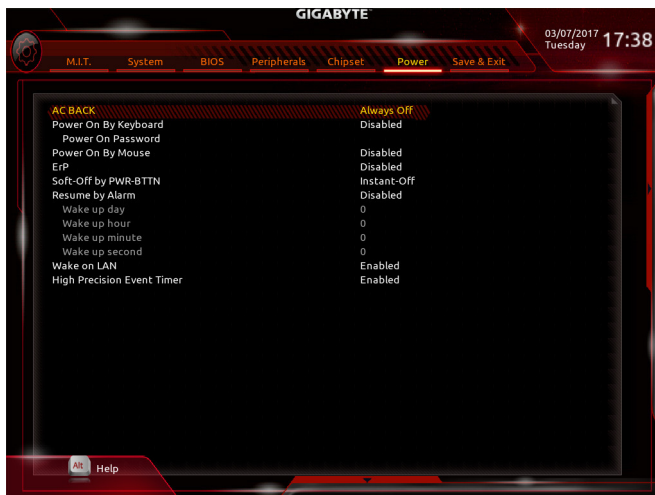 GIGABYTE™
03/07/2017 17:38
Tuesday
M.I.T. System BIOS Peripherals Chipset Power Save & Exit
AC BACK Always Off
Power On By Keyboard Disabled
Power On Password
Power On By Mouse Disabled
ErP Disabled
Soft-Off by PWR-BTTN Instant-Off
Resume by Alarm Disabled
Wake up day 0
Wake up hour 0
Wake up minute 0
Wake up second 0
Wake on LAN Enabled
High Precision Event Timer Enabled
Alt Help